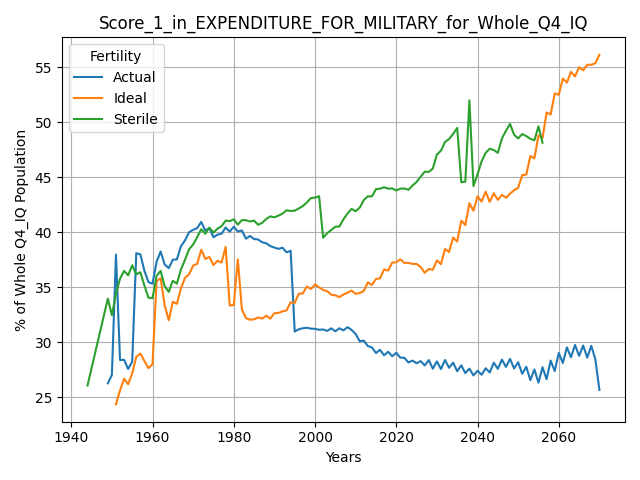 Score_1_in_EXPENDITURE_FOR_MILITARY_for_Whole_Q4_IQ
Fertility
Actual
Ideal
Sterile
% of Whole Q4_IQ Population
55
50
45
40
35
30
25
1940
1960
1980
2000
2020
2040
2060
Years